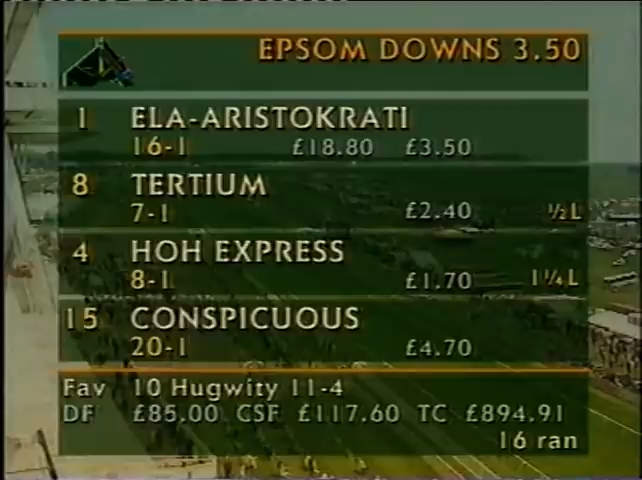 EPSOM DOWNS 3.50
1 ELA-ARISTOKRATI
16-1 £18.80 £3.50
8 TERTIUM
7-1 £2.40 ½L
4 HOH EXPRESS
8-1 £1.70 1¼L
15 CONSPICUOUS
20-1 £4.70
Fav 10 Hugwity 11-4
DF £85.00 CSF £117.60 TC £894.91
16 ran